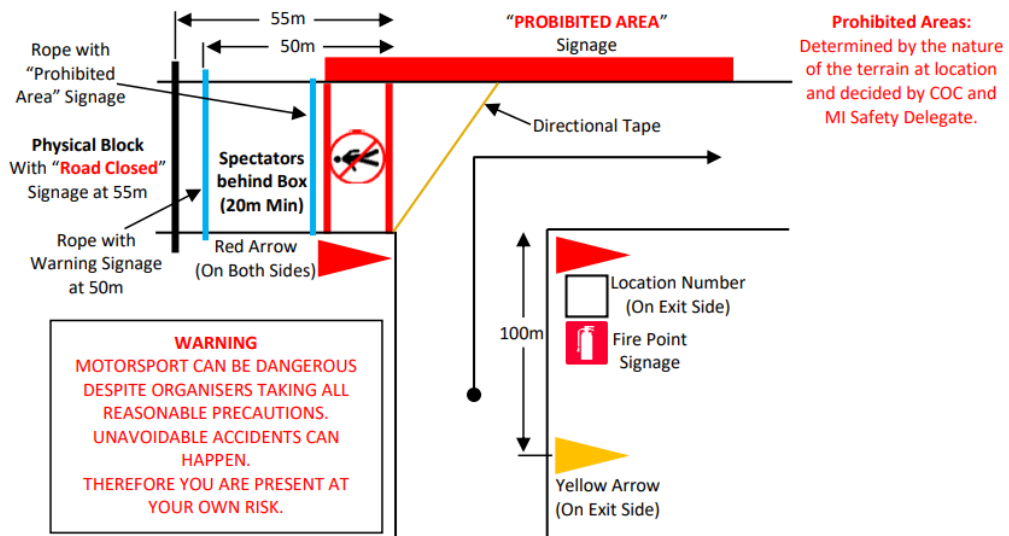 55m
50m
“PROBIBITED AREA”
Signage
Prohibited Areas:
Determined by the nature
of the terrain at location
and decided by COC and
MI Safety Delegate.
Rope with
“Prohibited
Area” Signage
Directional Tape
Physical Block
With “Road Closed”
Signage at 55m
Spectators
behind Box
(20m Min)
Rope with
Warning Signage
at 50m
Red Arrow
(On Both Sides)
100m
Location Number
(On Exit Side)
Fire Point
Signage
Yellow Arrow
(On Exit Side)
WARNING
MOTORSPORT CAN BE DANGEROUS
DESPITE ORGANISERS TAKING ALL
REASONABLE PRECAUTIONS.
UNAVOIDABLE ACCIDENTS CAN
HAPPEN.
THEREFORE YOU ARE PRESENT AT
YOUR OWN RISK.